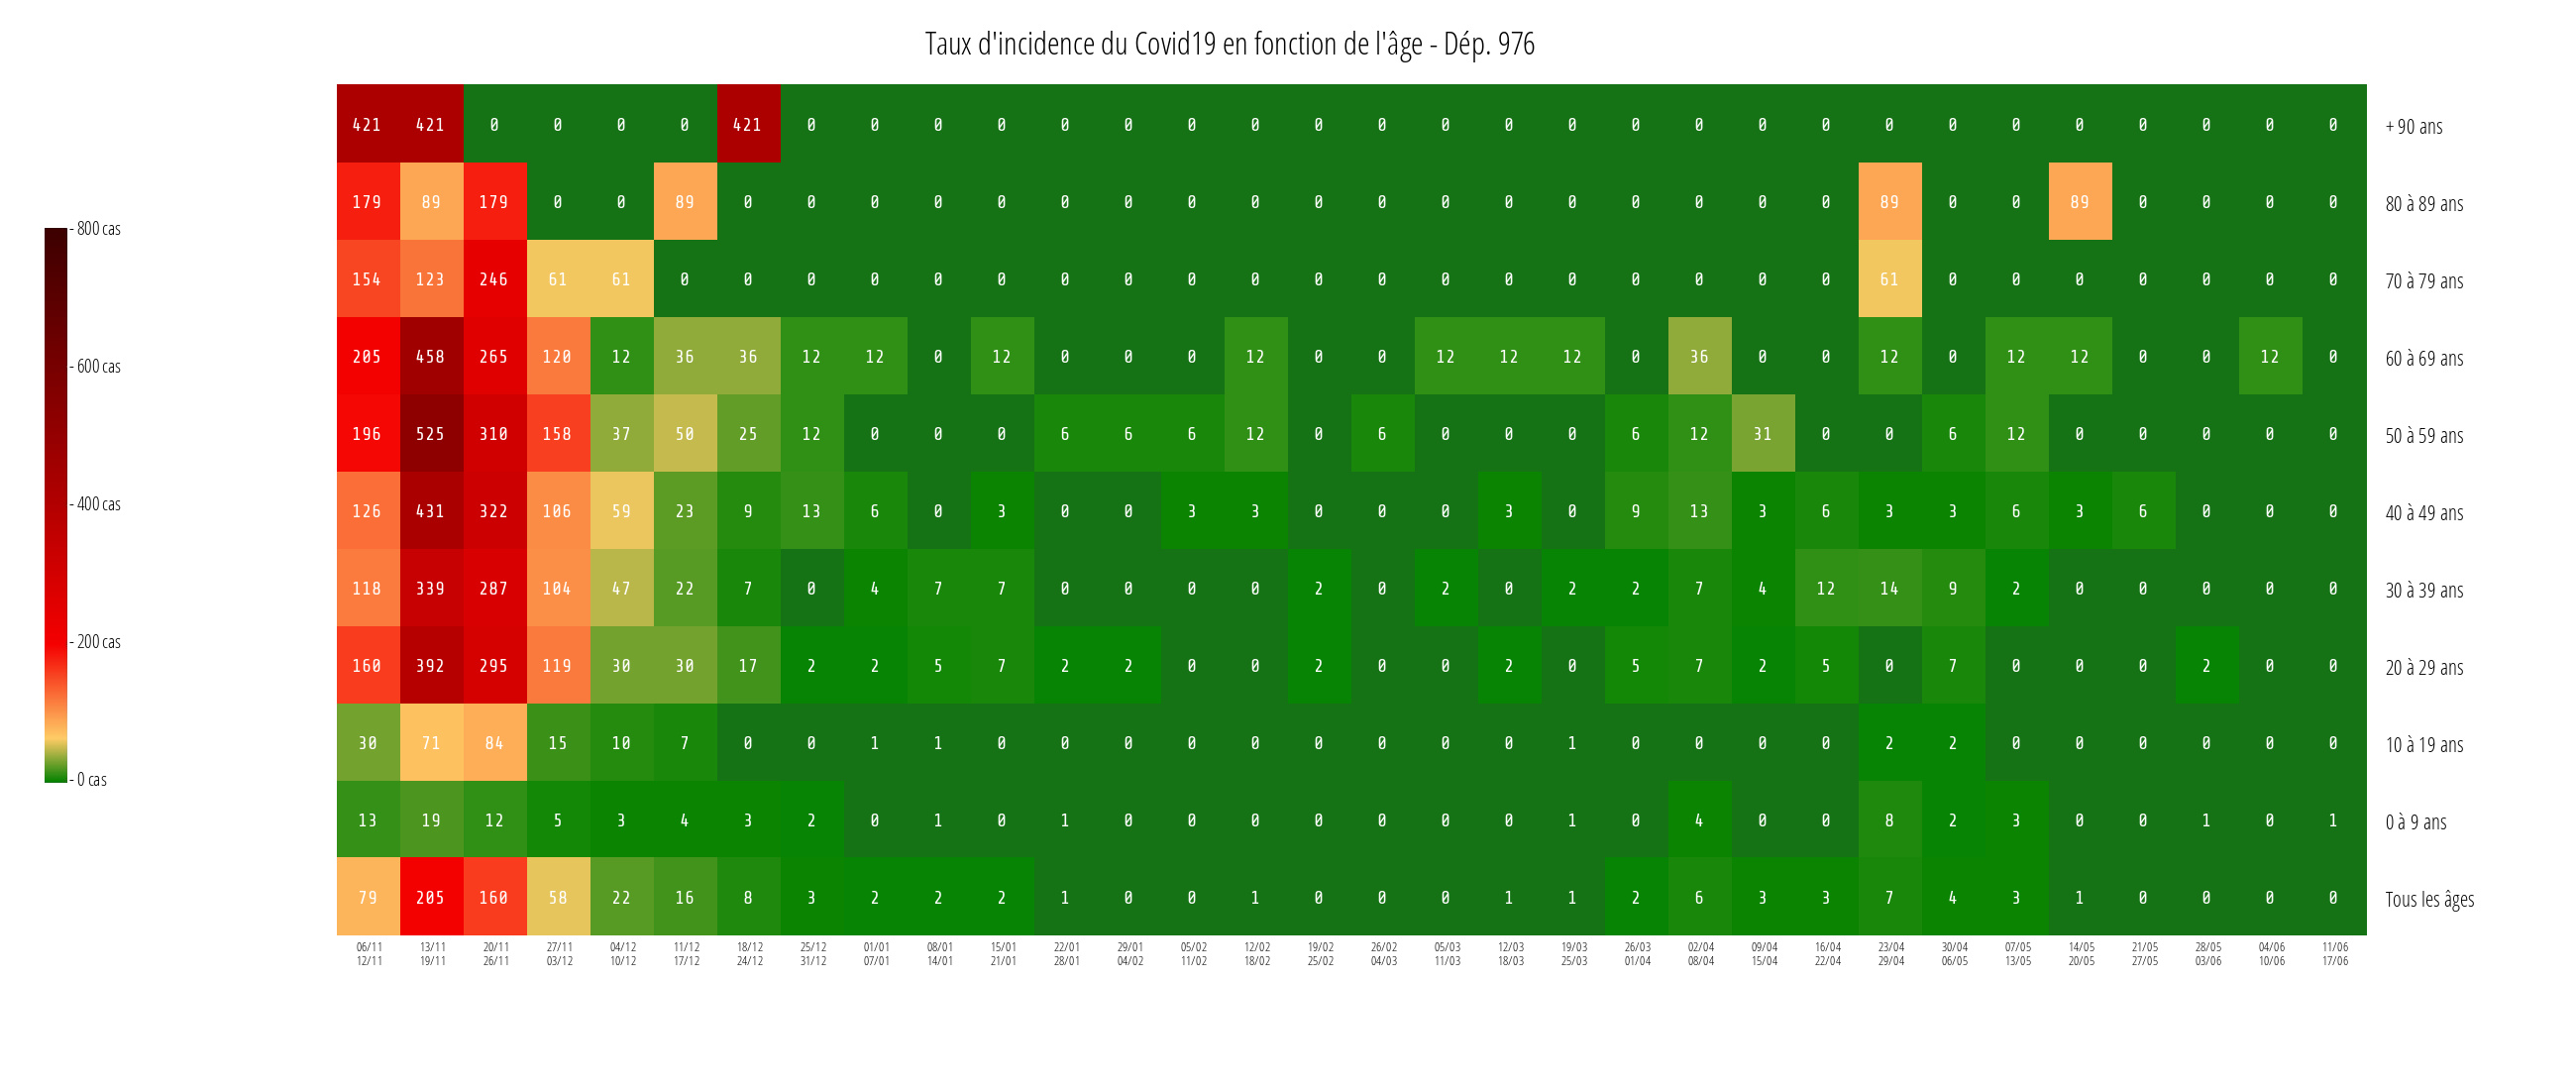 Taux d'incidence du Covid19 en fonction de l'âge - Dép. 976
- 800 cas
- 600 cas
- 400 cas
- 200 cas
- 0 cas
421 421 0 0 0 0 421 0 0 0 0 0 0 0 0 0 0 0 0 0 0 0 0 0 0 0 0 0 0 0 0 0 + 90 ans
179 89 179 0 0 89 0 0 0 0 0 0 0 0 0 0 0 0 0 0 0 0 0 0 89 0 0 89 0 0 0 0 80 à 89 ans
154 123 246 61 61 0 0 0 0 0 0 0 0 0 0 0 0 0 0 0 0 0 0 0 61 0 0 0 0 0 0 0 70 à 79 ans
205 458 265 120 12 36 36 12 12 0 12 0 0 0 12 0 0 12 12 12 0 36 0 0 12 0 12 12 0 0 12 0 60 à 69 ans
196 525 310 158 37 50 25 12 0 0 0 6 6 6 12 0 6 0 0 0 6 12 31 0 0 6 12 0 0 0 0 0 50 à 59 ans
126 431 322 106 59 23 9 13 6 0 3 0 0 3 3 0 0 0 3 0 9 13 3 6 3 3 6 3 6 0 0 0 40 à 49 ans
118 339 287 104 47 22 7 0 4 7 7 0 0 0 0 2 0 2 0 2 2 7 4 12 14 9 2 0 0 0 0 0 30 à 39 ans
160 392 295 119 30 30 17 2 2 5 7 2 2 0 0 2 0 0 2 0 5 7 2 5 0 7 0 0 0 2 0 0 20 à 29 ans
30 71 84 15 10 7 0 0 1 1 0 0 0 0 0 0 0 0 0 1 0 0 0 0 2 2 0 0 0 0 0 0 10 à 19 ans
13 19 12 5 3 4 3 2 0 1 0 1 0 0 0 0 0 0 0 1 0 4 0 0 8 2 3 0 0 1 0 1 0 à 9 ans
79 205 160 58 22 16 8 3 2 2 2 1 0 0 1 0 0 0 1 1 2 6 3 3 7 4 3 1 0 0 0 0 Tous les âges
06/11 13/11 20/11 27/11 04/12 11/12 18/12 25/12 01/01 08/01 15/01 22/01 29/01 05/02 12/02 19/02 26/02 05/03 12/03 19/03 26/03 02/04 09/04 16/04 23/04 30/04 07/05 14/05 21/05 28/05 04/06 11/06
12/11 19/11 26/11 03/12 10/12 17/12 24/12 31/12 07/01 14/01 21/01 28/01 04/02 11/02 18/02 25/02 04/03 11/03 18/03 25/03 01/04 08/04 15/04 22/04 29/04 06/05 13/05 20/05 27/05 03/06 10/06 17/06